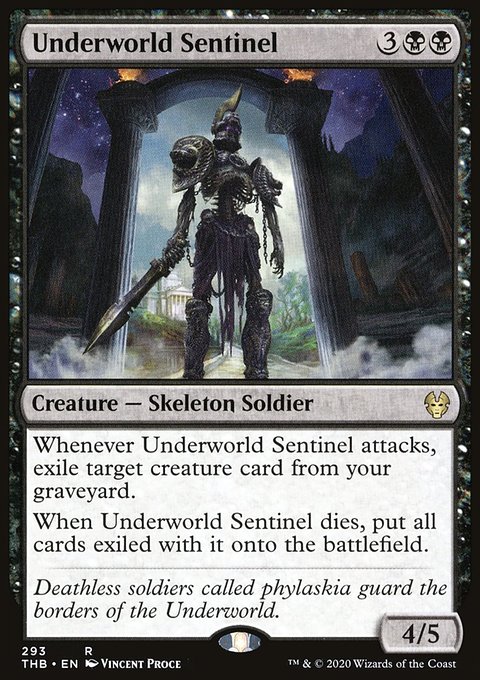 Underworld Sentinel 3
Creature — Skeleton Soldier
Whenever Underworld Sentinel attacks,
exile target creature card from your
graveyard.
When Underworld Sentinel dies, put all
cards exiled with it onto the battlefield.
Deathless soldiers called phylaskia guard the
borders of the Underworld.
4/5
293 R
THB • EN Vincent Proce
™ & © 2020 Wizards of the Coast